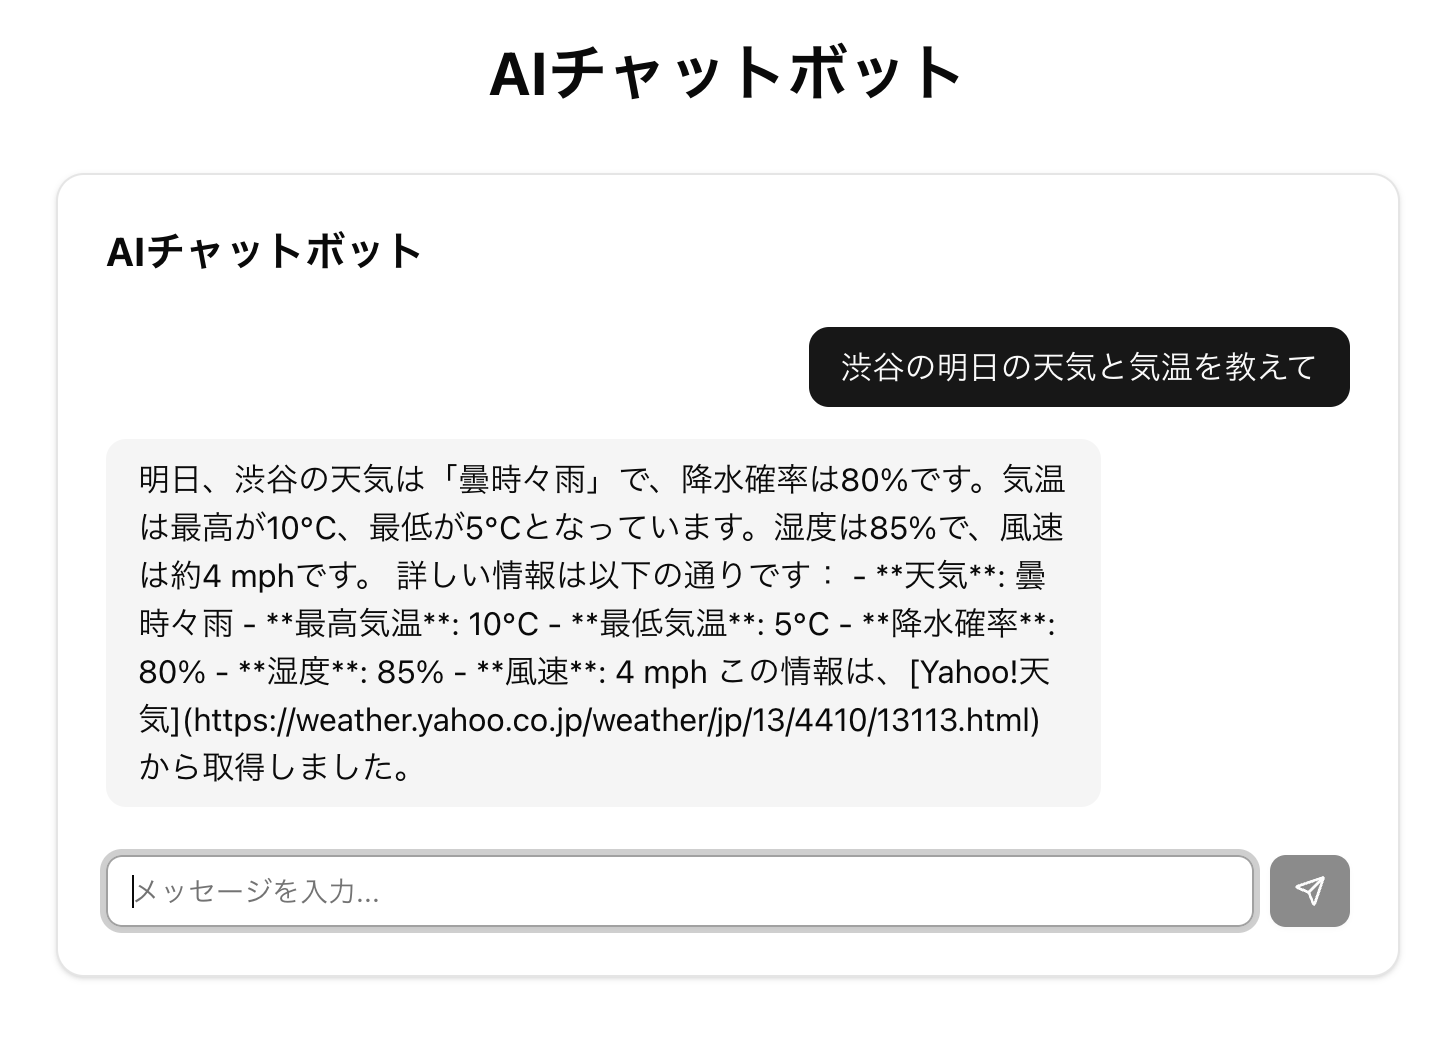 AIチャットボット
AIチャットボット
渋谷の明日の天気と気温を教えて
明日、渋谷の天気は「曇時々雨」で、降水確率は80%です。気温
は最高が10°C、最低が5°Cとなっています。湿度は85%で、風速
は約4 mphです。 詳しい情報は以下の通りです： - **天気**: 曇
時々雨 - **最高気温**: 10°C - **最低気温**: 5°C - **降水確率**:
80% - **湿度**: 85% - **風速**: 4 mph この情報は、[Yahoo!天
気](https://weather.yahoo.co.jp/weather/jp/13/4410/13113.html)
から取得しました。
メッセージを入力...